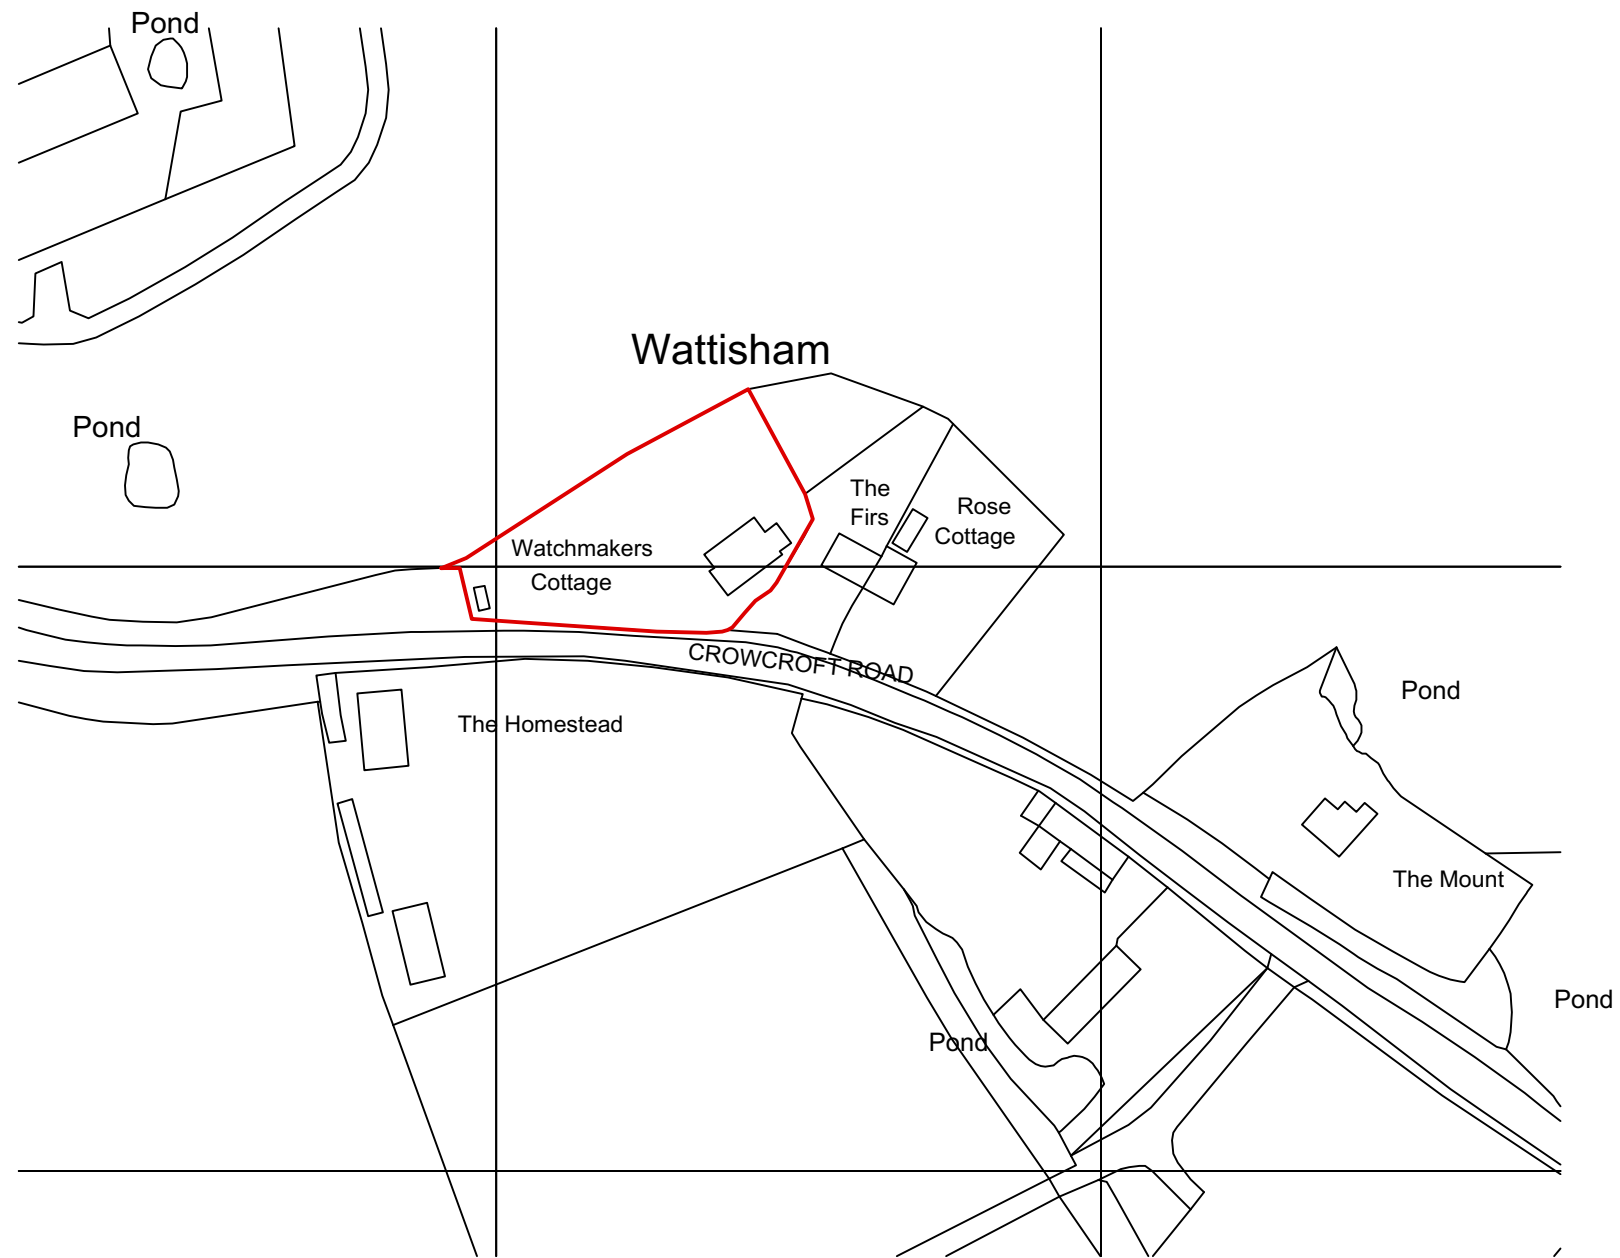 Pond
Wattisham
Pond
The
Firs
Rose
Cottage
Watchmakers
Cottage
CROWCROFT ROAD
The Homestead
Pond
The Mount
Pond
Pond